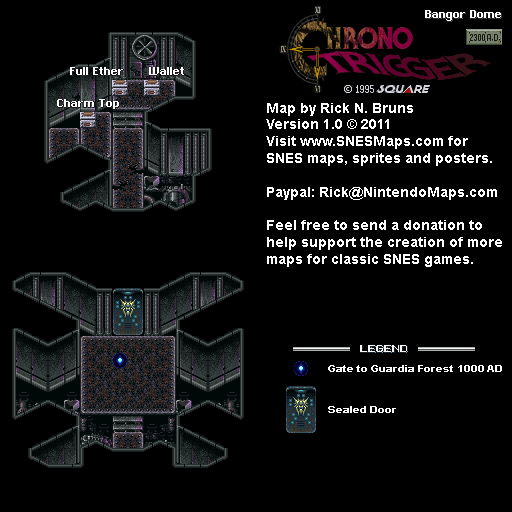 Bangor Dome
2300 A.D.
CHRONO
TRIGGER
© 1995 SQUARE
Full Ether
Wallet
Charm Top
Map by Rick N. Bruns
Version 1.0 © 2011
Visit www.SNESMaps.com for
SNES maps, sprites and posters.
Paypal: Rick@NintendoMaps.com
Feel free to send a donation to
help support the creation of more
maps for classic SNES games.
LEGEND
Gate to Guardia Forest 1000 AD
Sealed Door